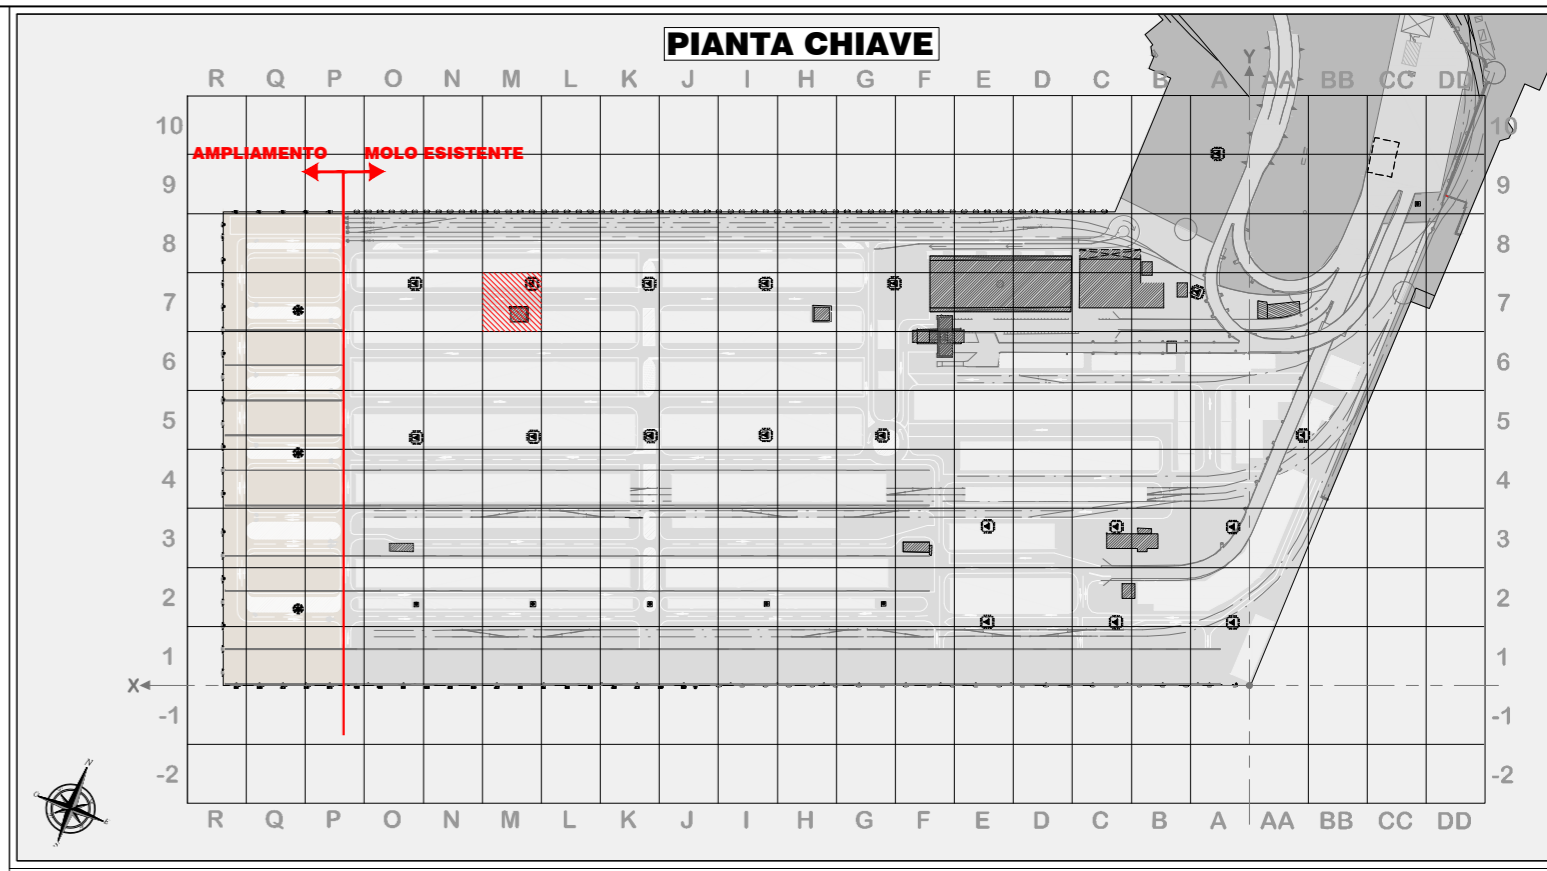 PIANTA CHIAVE
R Q P O N M L K J I H G F E D C B A AA BB CC DD
Y
10 10
AMPLIAMENTO MOLO ESISTENTE
9 9
8 8
7 7
6 6
5 5
4 4
3 3
2 2
1 1
X
-1 -1
-2 -2
N
O
E
S
R Q P O N M L K J I H G F E D C B A AA BB CC DD